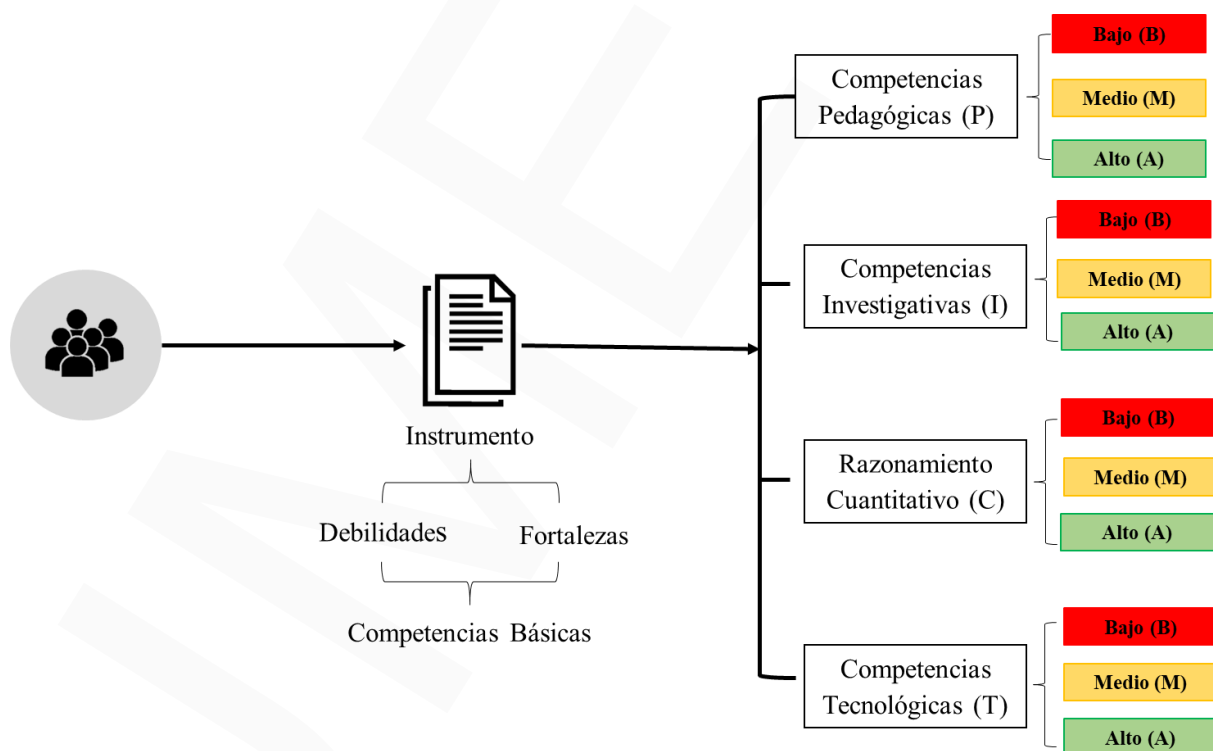 Instrumento
Debilidades
Fortalezas
Competencias Básicas
Competencias
Pedagógicas (P)
Bajo (B)
Medio (M)
Alto (A)
Competencias
Investigativas (I)
Bajo (B)
Medio (M)
Alto (A)
Razonamiento
Cuantitativo (C)
Bajo (B)
Medio (M)
Alto (A)
Competencias
Tecnológicas (T)
Bajo (B)
Medio (M)
Alto (A)